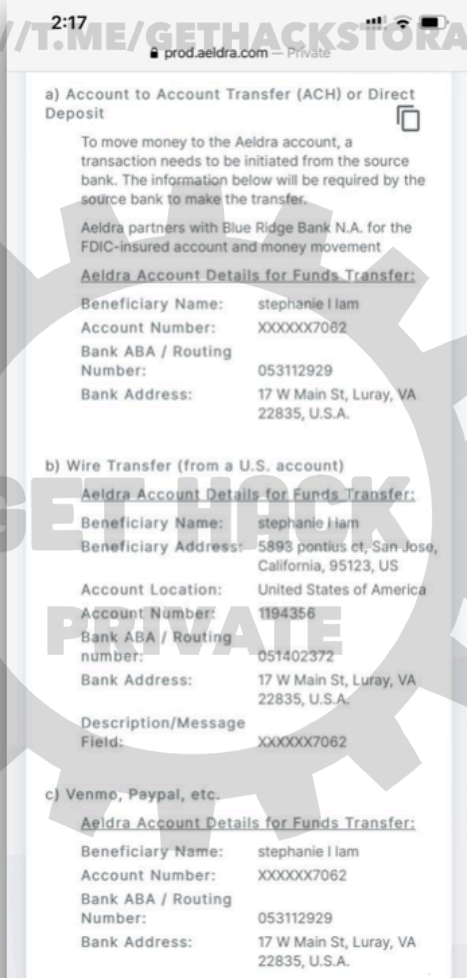 2:17
//T.ME/GETHACKSTORA
prod.aeldra.com — Private
a) Account to Account Transfer (ACH) or Direct
Deposit
To move money to the Aeldra account, a
transaction needs to be initiated from the source
bank. The information below will be required by the
source bank to make the transfer.
Aeldra partners with Blue Ridge Bank N.A. for the
FDIC-insured account and money movement
Aeldra Account Details for Funds Transfer:
Beneficiary Name: stephanie l lam
Account Number: XXXXXX7062
Bank ABA / Routing
Number: 053112929
Bank Address: 17 W Main St, Luray, VA
22835, U.S.A.
b) Wire Transfer (from a U.S. account)
Aeldra Account Details for Funds Transfer:
GET HACK
Beneficiary Name: stephanie l lam
Beneficiary Address: 5893 pontius ct, San Jose,
California, 95123, US
Account Location: United States of America
Account Number: 1194356
PRIVATE
Bank ABA / Routing
number: 051402372
Bank Address: 17 W Main St, Luray, VA
22835, U.S.A.
Description/Message
Field: XXXXXX7062
c) Venmo, Paypal, etc.
Aeldra Account Details for Funds Transfer:
Beneficiary Name: stephanie l lam
Account Number: XXXXXX7062
Bank ABA / Routing
Number: 053112929
Bank Address: 17 W Main St, Luray, VA
22835, U.S.A.